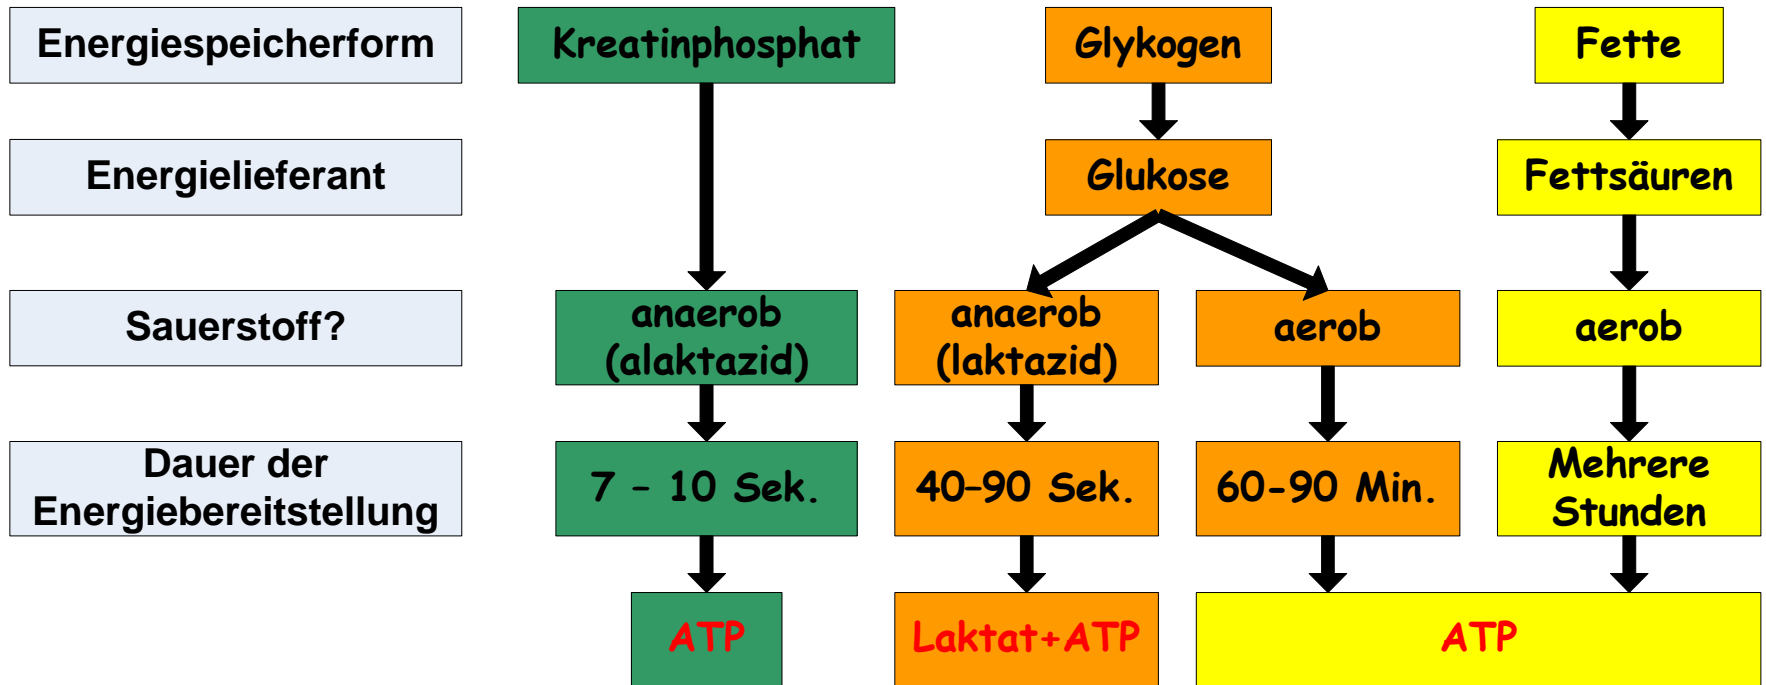 Energiespeicherform
Kreatinphosphat
Glykogen
Fette
Energielieferant
Glukose
Fettsäuren
Sauerstoff?
anaerob
(alaktazid)
anaerob
(laktazid)
aerob
aerob
Dauer der
Energiebereitstellung
7 – 10 Sek.
40–90 Sek.
60-90 Min.
Mehrere
Stunden
ATP
Laktat+ATP
ATP